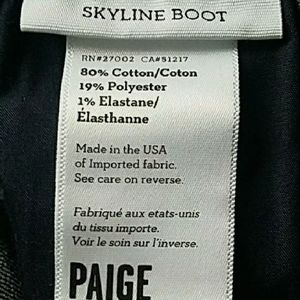 SKYLINE BOOT
RN#27002 CA#51217
80% Cotton/Coton
19% Polyester
1% Elastane/
Élasthanne
Made in the USA
of Imported fabric.
See care on reverse.
Fabriqué aux etats-unis
du tissu importe.
Voir le soin sur l'inverse.
PAIGE